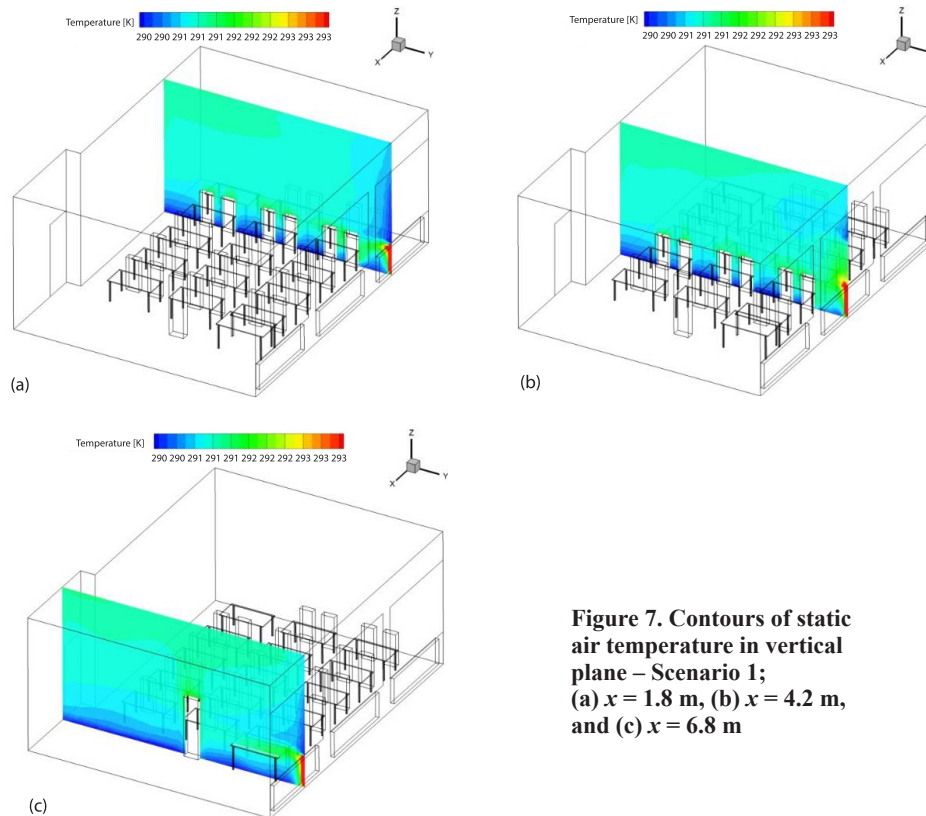 Temperature [K]
290 290 291 291 291 292 292 292 293 293 293
Z
X
Y
(a)
Temperature [K]
290 290 291 291 291 292 292 292 293 293 293
Z
X
Y
(b)
Temperature [K]
290 290 291 291 291 292 292 292 293 293 293
Z
X
Y
(c)
Figure 7. Contours of static
air temperature in vertical
plane – Scenario 1;
(a) x = 1.8 m, (b) x = 4.2 m,
and (c) x = 6.8 m